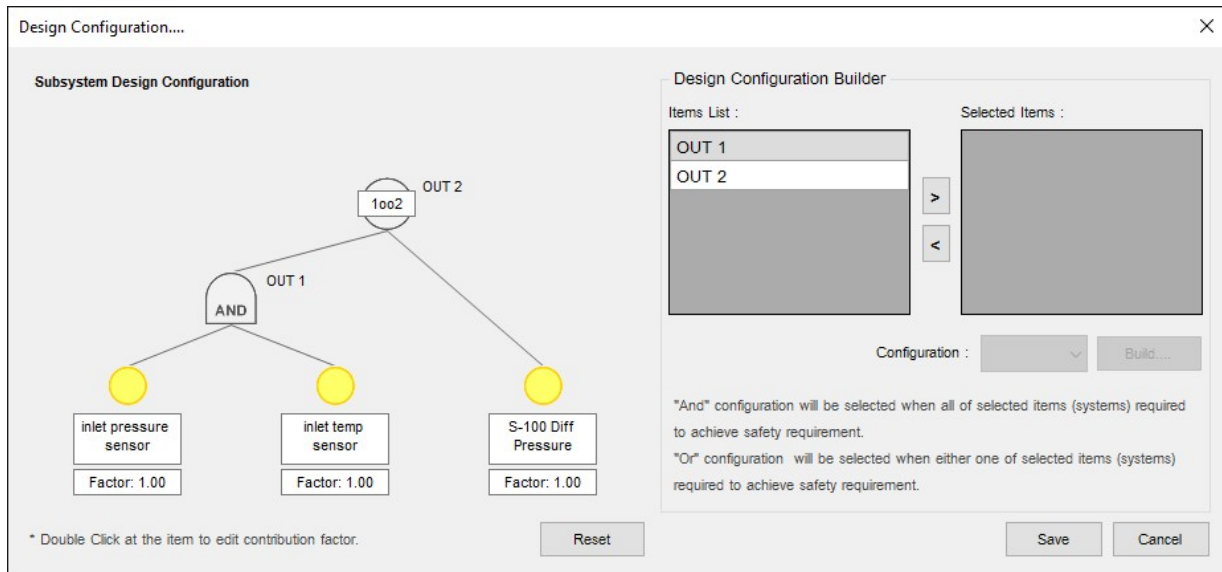 Design Configuration....
Subsystem Design Configuration
OUT 2
1oo2
OUT 1
AND
inlet pressure
sensor
inlet temp
sensor
S-100 Diff
Pressure
Factor: 1.00
Factor: 1.00
Factor: 1.00
* Double Click at the item to edit contribution factor.
Reset
Design Configuration Builder
Items List :
Selected Items :
OUT 1
OUT 2
>
<
Configuration :
Build....
"And" configuration will be selected when all of selected items (systems) required
to achieve safety requirement.
"Or" configuration will be selected when either one of selected items (systems)
required to achieve safety requirement.
Save
Cancel